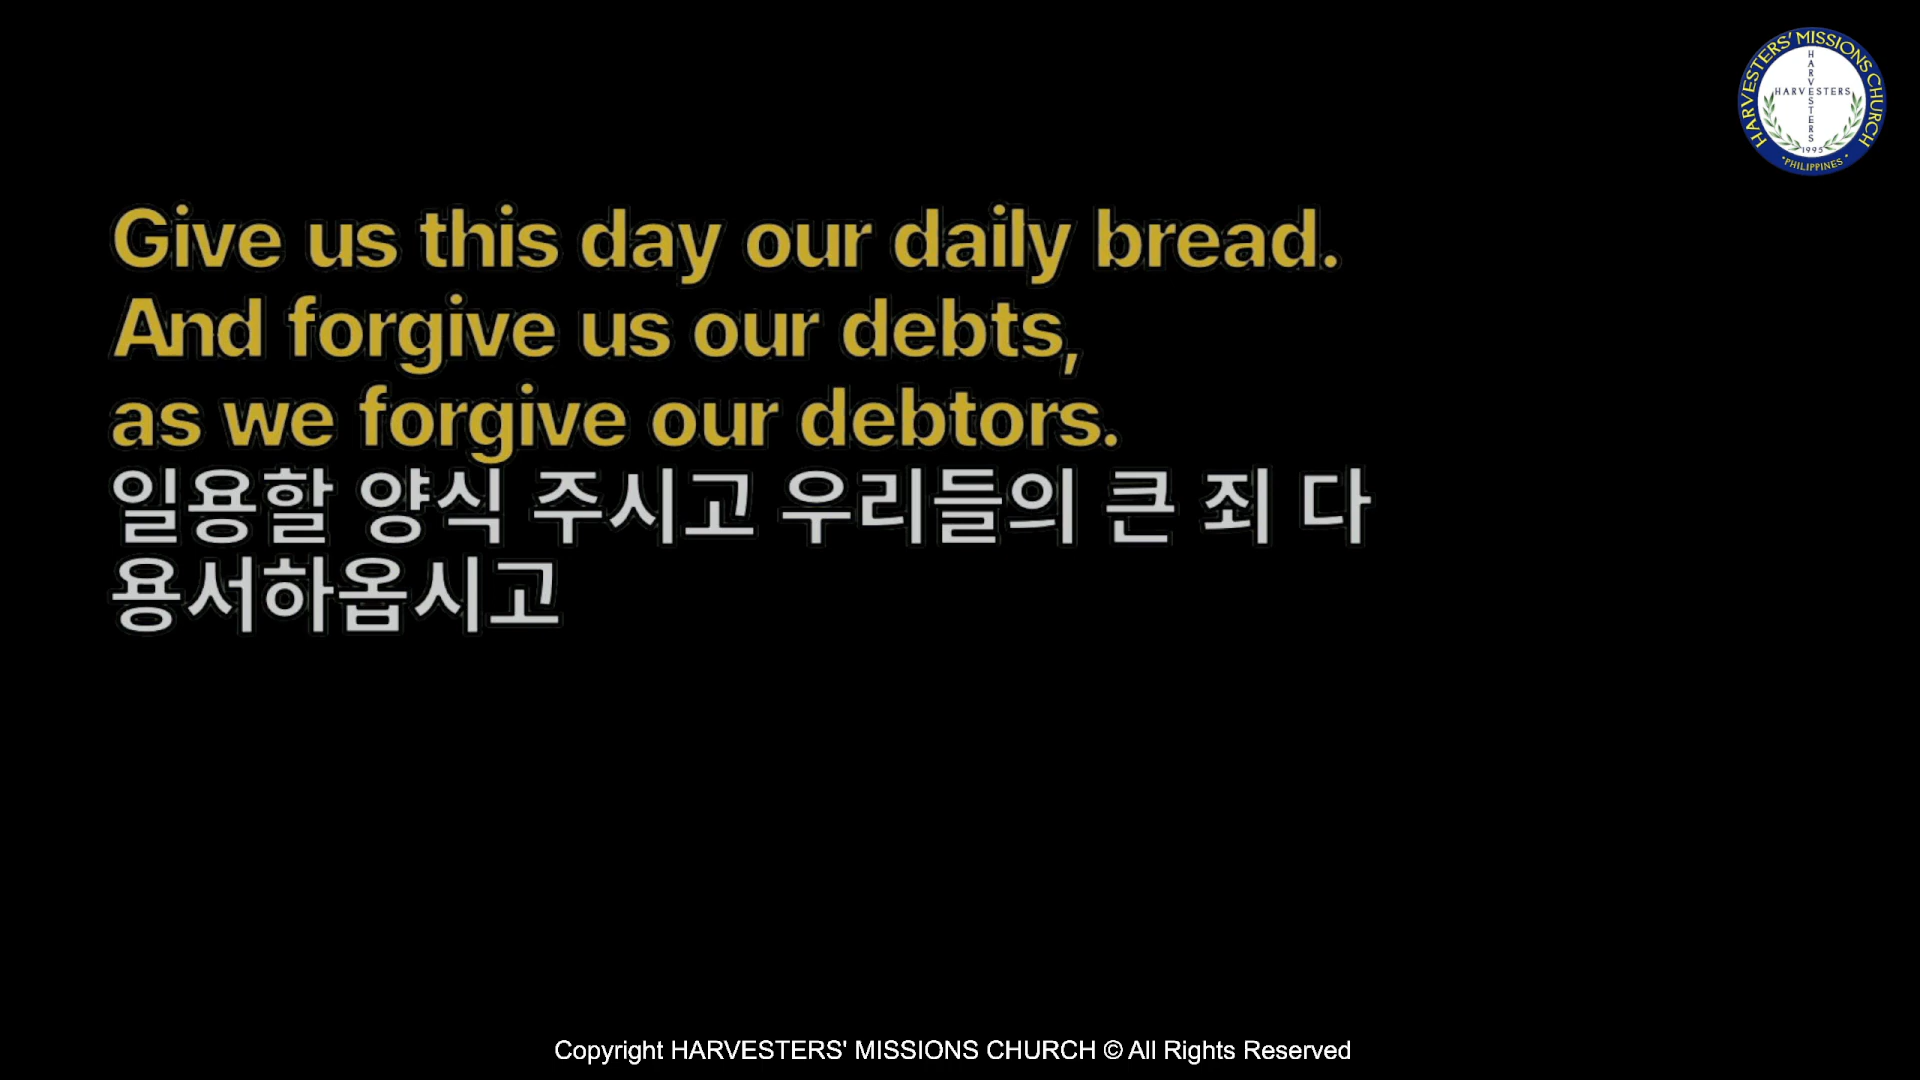 HARVESTERS' MISSIONS CHURCH
HARVESTERS
HARVESTERS
1995
•PHILIPPINES•
Give us this day our daily bread.
And forgive us our debts,
as we forgive our debtors.
일용할 양식 주시고 우리들의 큰 죄 다
용서하옵시고
Copyright HARVESTERS' MISSIONS CHURCH © All Rights Reserved